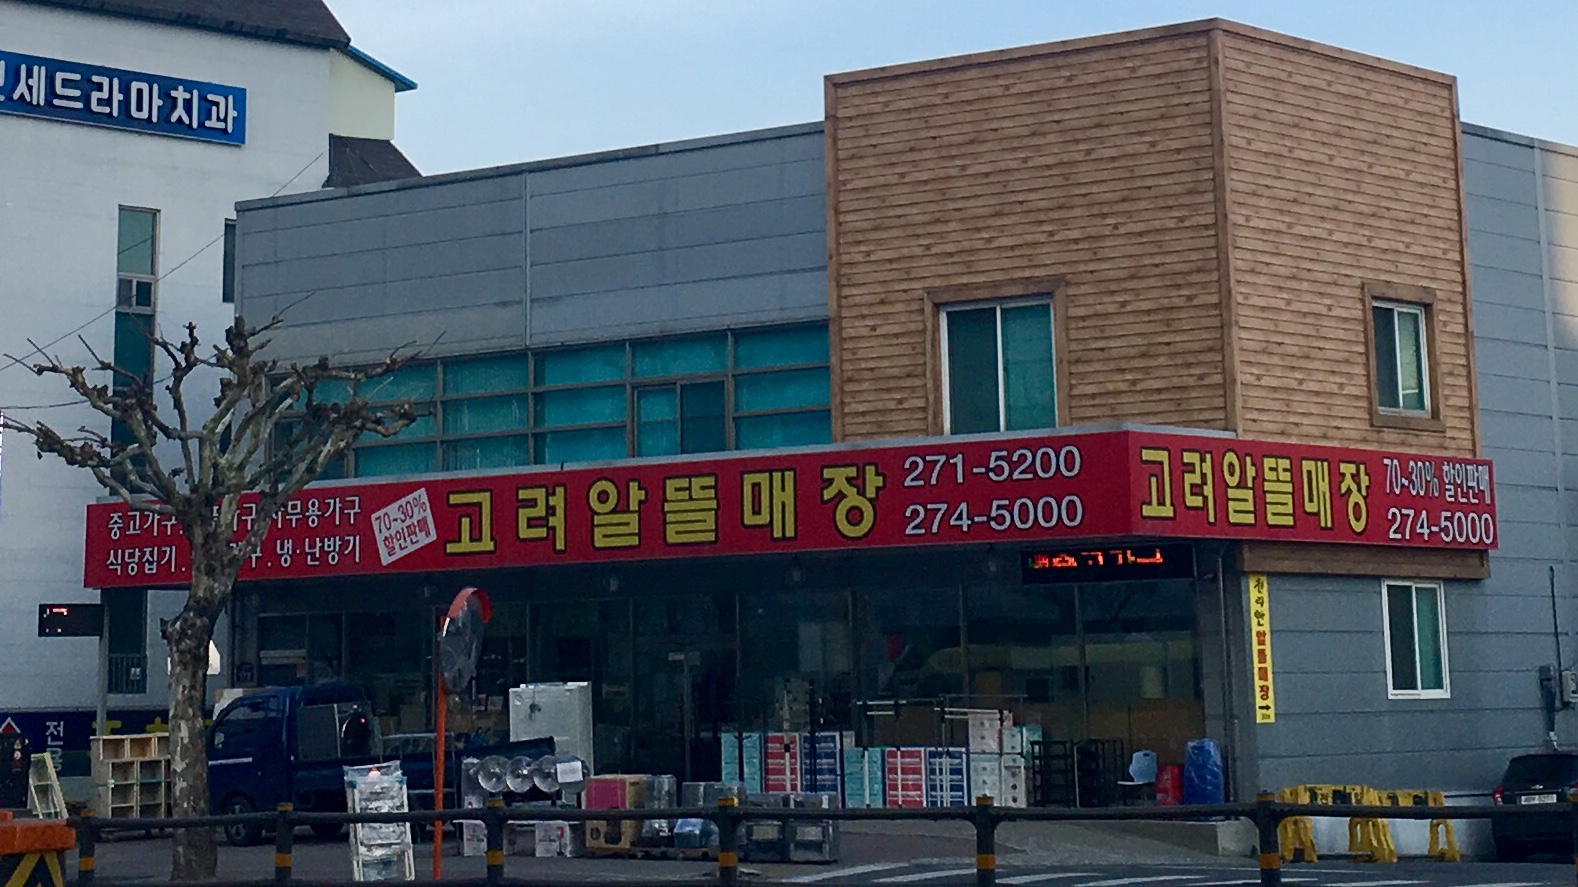 세드라마치과
중고가구. 사무용가구
식당집기. 냉·난방기
70~30%
할인판매
고려알뜰매장
271-5200
274-5000
고려알뜰매장
70~30% 할인판매
274-5000
알뜰매장→
전